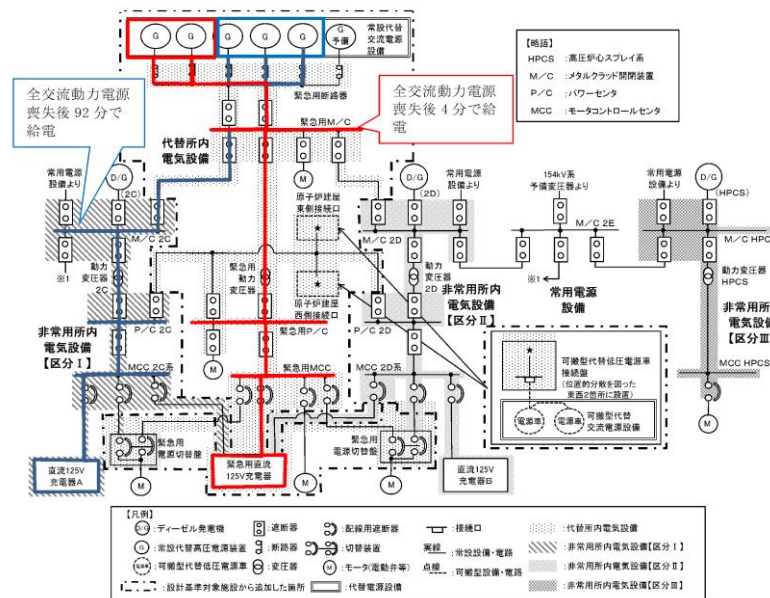 G
G
G
G
G
G
予備
常設代替
交流電源
設備
【略語】
HPCS :高圧炉心スプレイ系
M/C :メタルクラッド開閉装置
P/C :パワーセンタ
MCC :モータコントロールセンタ
全交流動力電源
喪失後92分で
給電
全交流動力電源
喪失後4分で給
電
緊急用断路器
緊急用M/C
代替所内
電気設備
常用電源
設備より
D/G
(2C)
M
原子炉建屋
東側接続口
D/G
(2D)
常用電源
設備より
154kV系
予備変圧器より
常用電源
設備より
D/G
(HPCS)
M/C 2C
M/C 2D
M/C 2E
M/C HPC
※1
※1
動力
変圧器
2C
緊急用
動力
変圧器
原子炉建屋
西側接続口
動力
変圧器
2D
非常用所内
電気設備
【区分Ⅱ】
常用電源
設備
動力変圧器
HPCS
非常用所
電気設
【区分Ⅲ
非常用所内
電気設備
【区分Ⅰ】
P/C 2C
緊急用P/C
P/C 2D
M
MCC 2C系
緊急用MCC
MCC 2D系
MCC HPCS
可搬型代替低圧電源車
接続盤
(位置的分散を図った
東西2箇所に設置)
電源車
電源車
可搬型代替
交流電源設備
緊急用
電源切替盤
緊急用
電源切替盤
直流125V
充電器A
緊急用直流
125V充電器
直流125V
充電器B
M
M
M
M
【凡例】
D/G :ディーゼル発電機
:遮断器
:配線用遮断器
:接続口
:代替所内電気設備
G :常設代替高圧電源装置
:断路器
:切替装置
実線 :常設設備・電路
:非常用所内電気設備【区分Ⅰ】
電源車 :可搬型代替低圧電源車
:変圧器
M :モータ(電動弁等)
点線 :可搬型設備・電路
:非常用所内電気設備【区分Ⅱ】
:設計基準対象施設から追加した箇所
:代替電源設備
:非常用所内電気設備【区分Ⅲ】